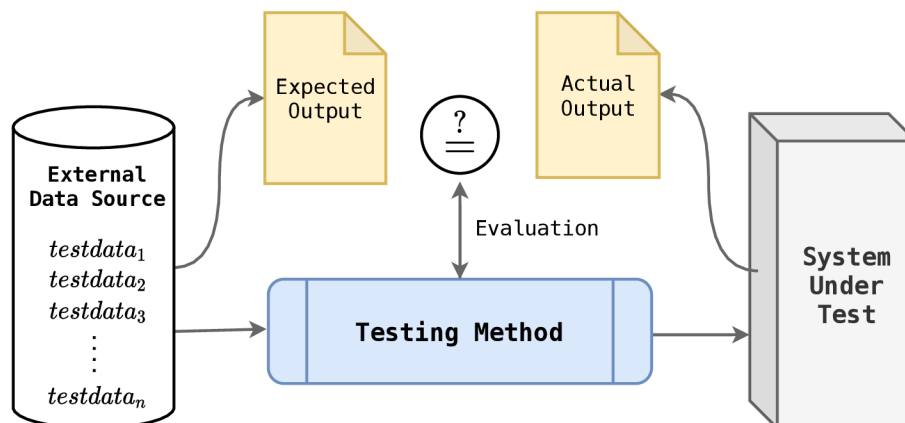 Expected
Output
Actual
Output
?
=
External
Data Source
testdata₁
testdata₂
testdata₃
⋮
testdataₙ
Evaluation
Testing Method
System
Under
Test